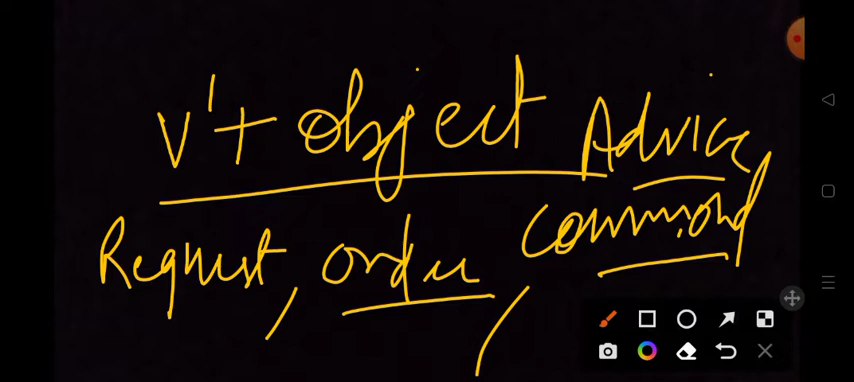 V¹ + Object Advice
Request, order, command